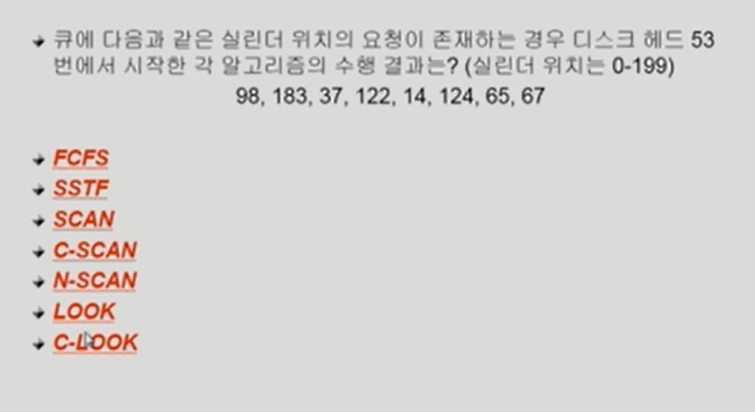 큐에 다음과 같은 실린더 위치의 요청이 존재하는 경우 디스크 헤드 53
번에서 시작한 각 알고리즘의 수행 결과는? (실린더 위치는 0-199)
98, 183, 37, 122, 14, 124, 65, 67
FCFS
SSTF
SCAN
C-SCAN
N-SCAN
LOOK
C-LOOK